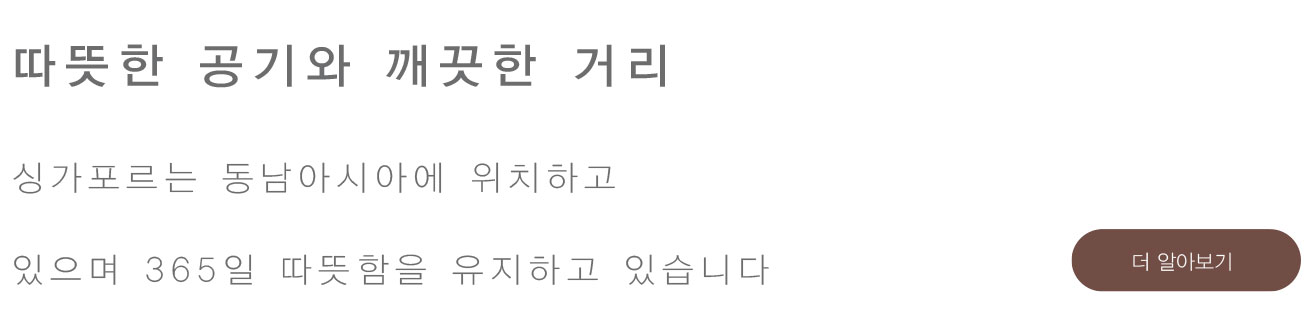 따뜻한 공기와 깨끗한 거리
싱가포르는 동남아시아에 위치하고
있으며 365일 따뜻함을 유지하고 있습니다
더 알아보기